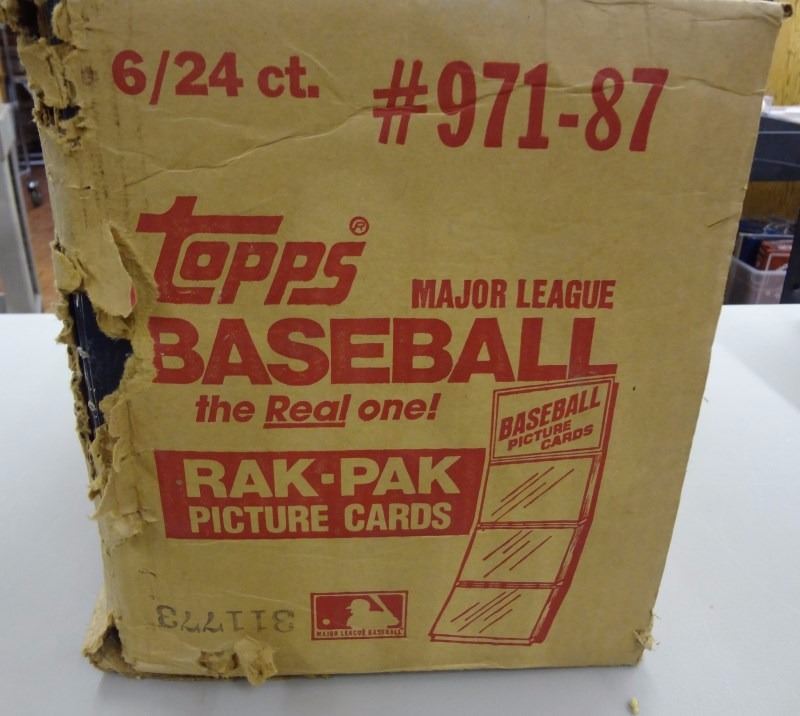 6/24 ct. #971-87
Topps®
MAJOR LEAGUE
BASEBALL
the Real one!
BASEBALL
PICTURE
CARDS
RAK-PAK
PICTURE CARDS
311773
MAJOR LEAGUE BASEBALL